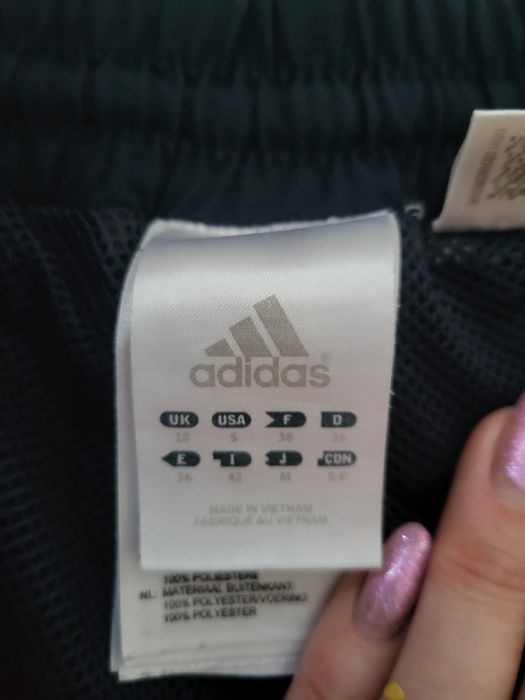 adidas®
UK USA F D
10 S 38 36
E I J CDN
36 42 M S/P
MADE IN VIETNAM
FABRIQUE AU VIETNAM
100% POLIESTERE
NL: MATERIAAL BUITENKANT:
100% POLYESTER/VOERING
100% POLYESTER